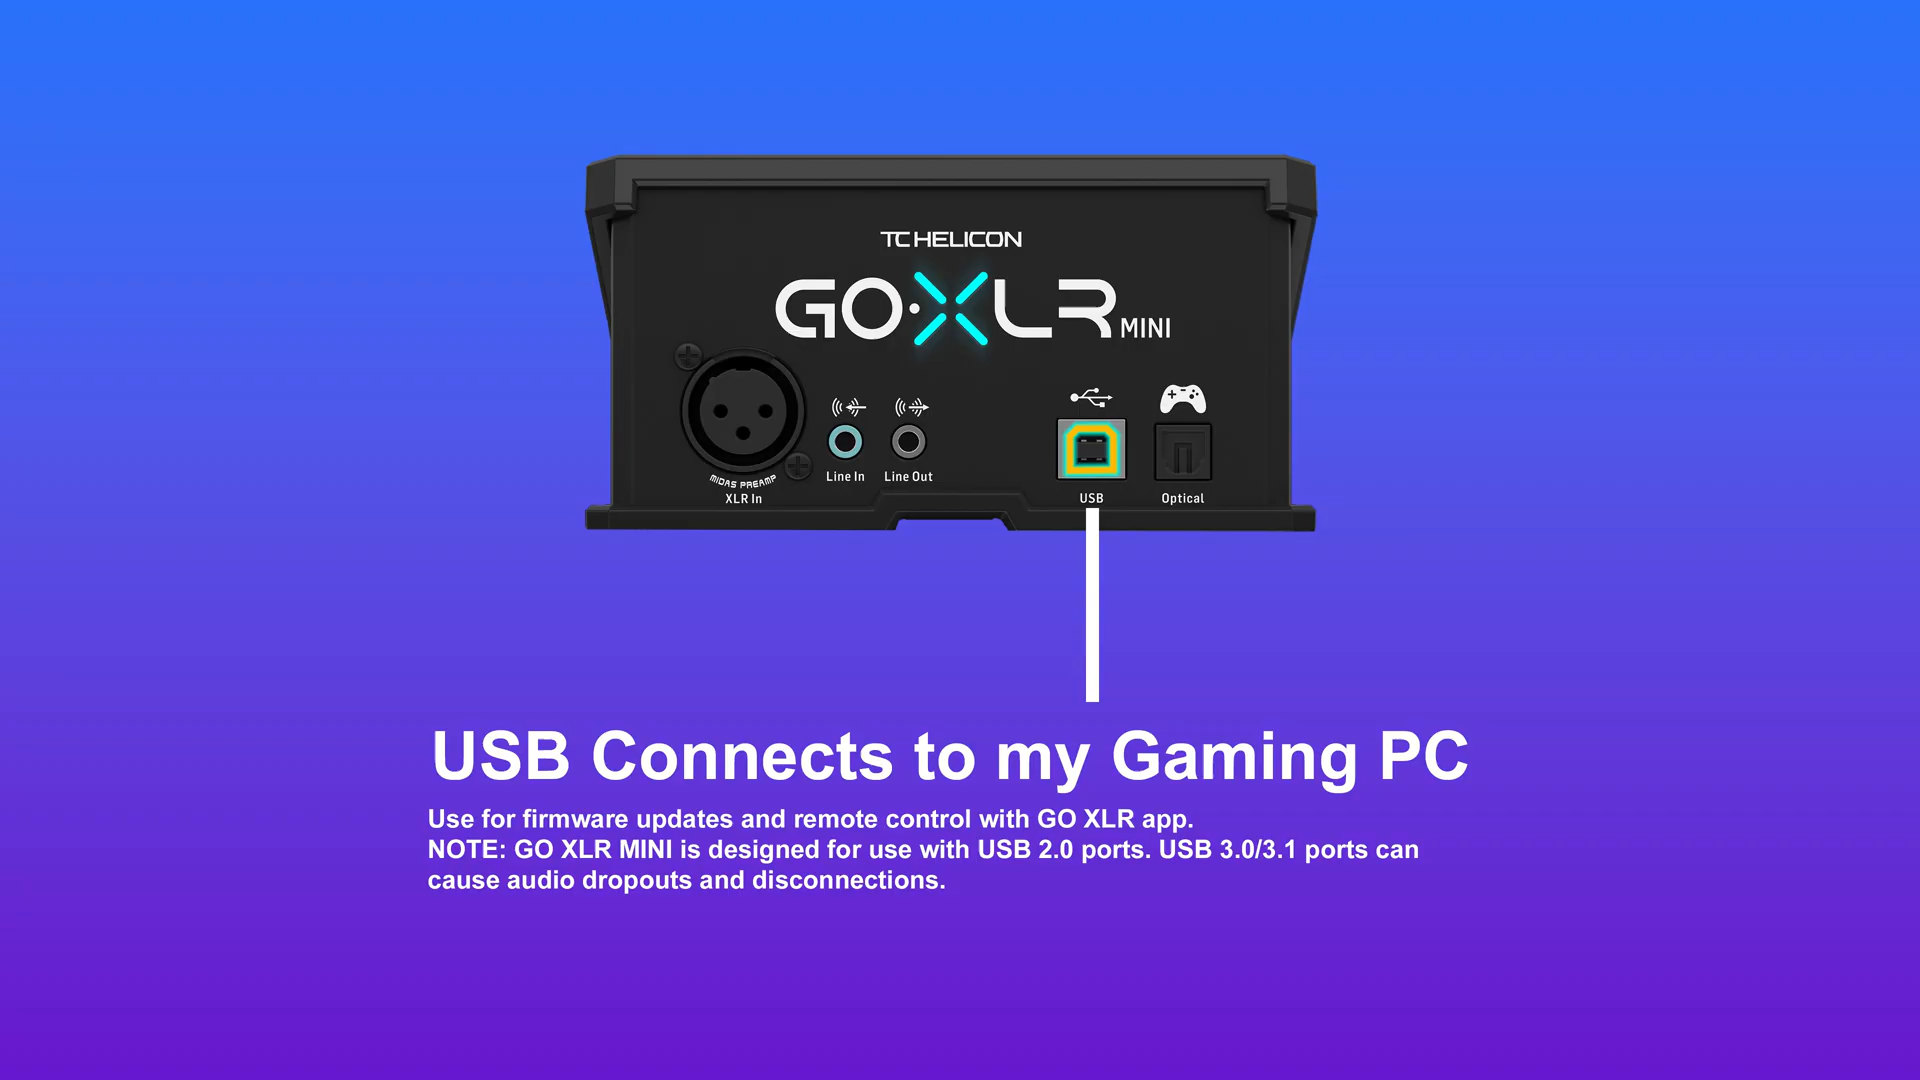 TC HELICON
GO·XLR MINI
Line In
Line Out
MIDAS PREAMP
XLR In
USB
Optical
USB Connects to my Gaming PC
Use for firmware updates and remote control with GO XLR app.
NOTE: GO XLR MINI is designed for use with USB 2.0 ports. USB 3.0/3.1 ports can
cause audio dropouts and disconnections.